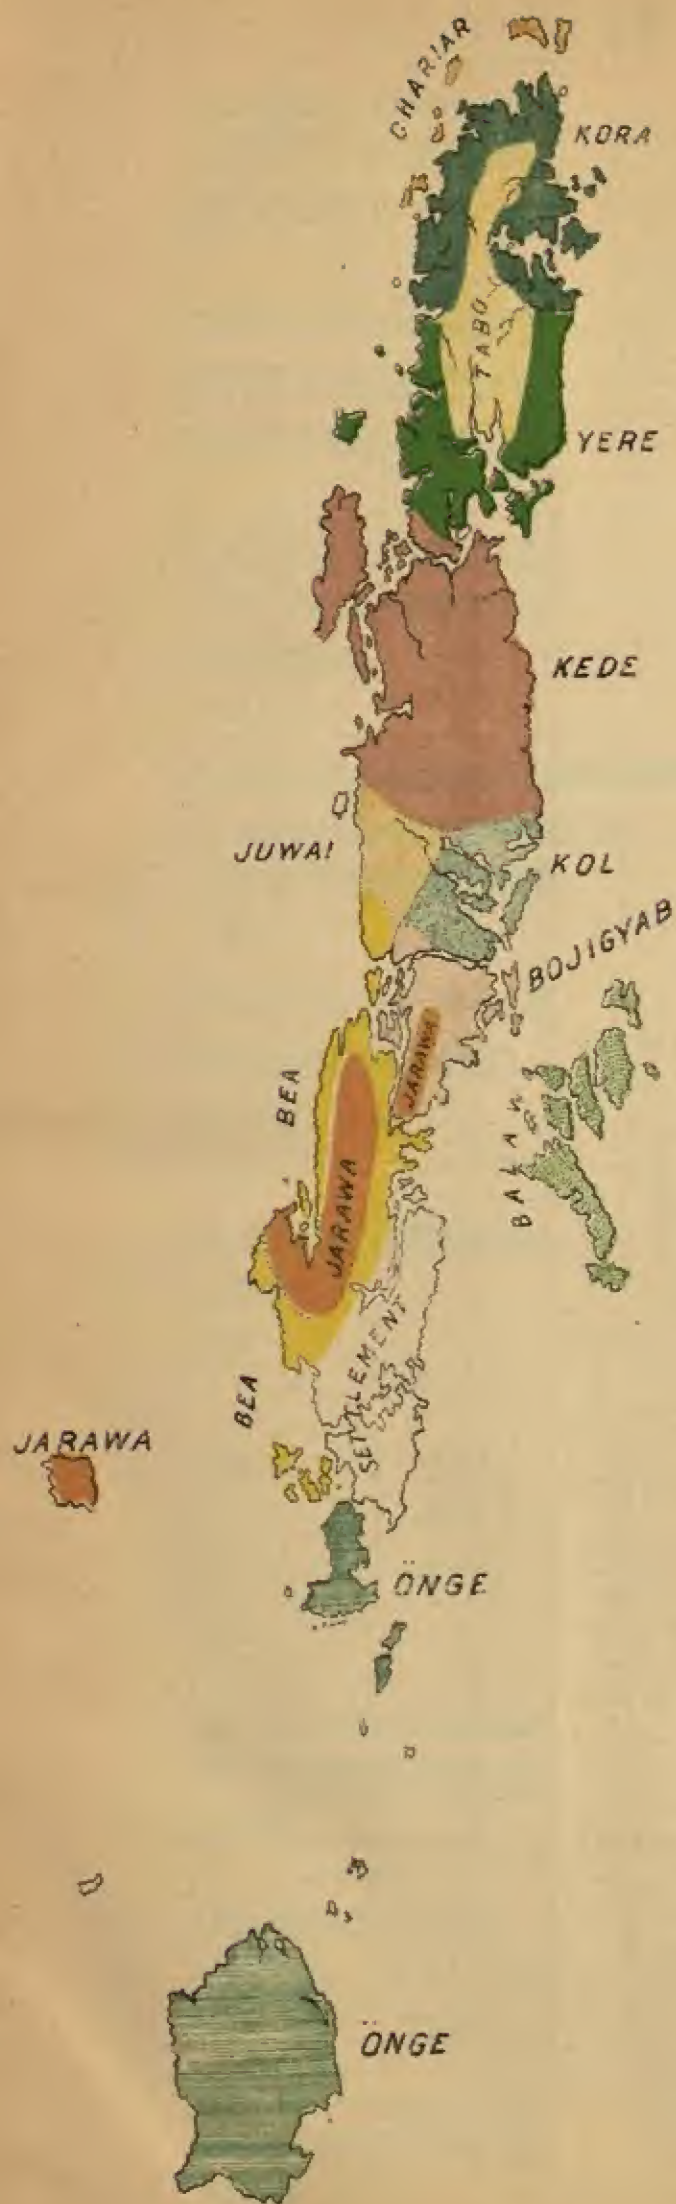 CHARIAR
KORA
TABO
YERE
KEDE
JUWAI
KOL
BOJIGYAB
JARAWA
BEA
BALAWA
JARAWA
SETTLEMENT
BEA
JARAWA
ÖNGE
ÖNGE